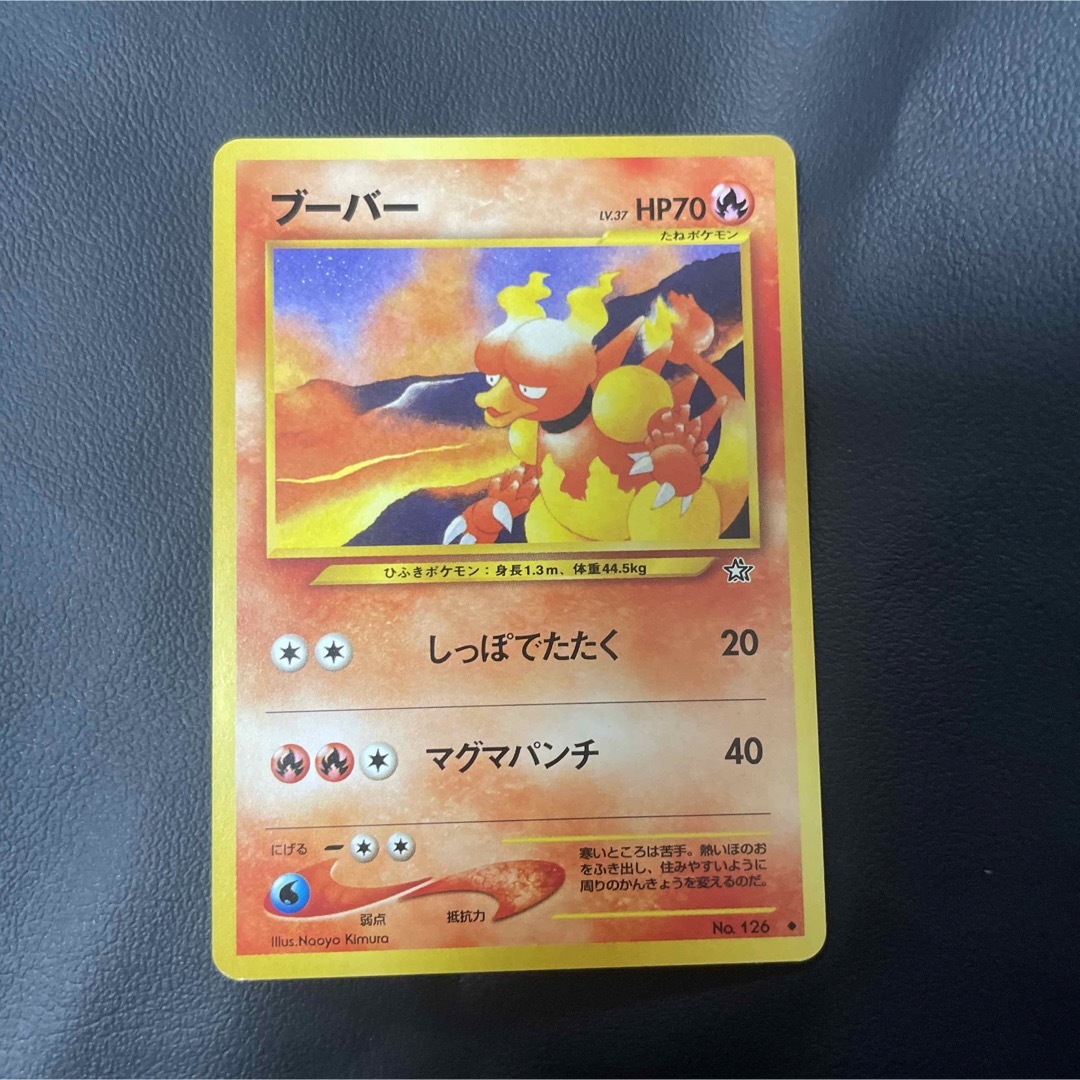 ブーバー
LV.37 HP70
たねポケモン
ひふきポケモン：身長1.3m、体重44.5kg
しっぽでたたく 20
マグマパンチ 40
にげる
寒いところは苦手。熱いほのお
をふき出し、住みやすいように
周りのかんきょうを変えるのだ。
弱点 抵抗力
Illus.Naoyo Kimura
No. 126